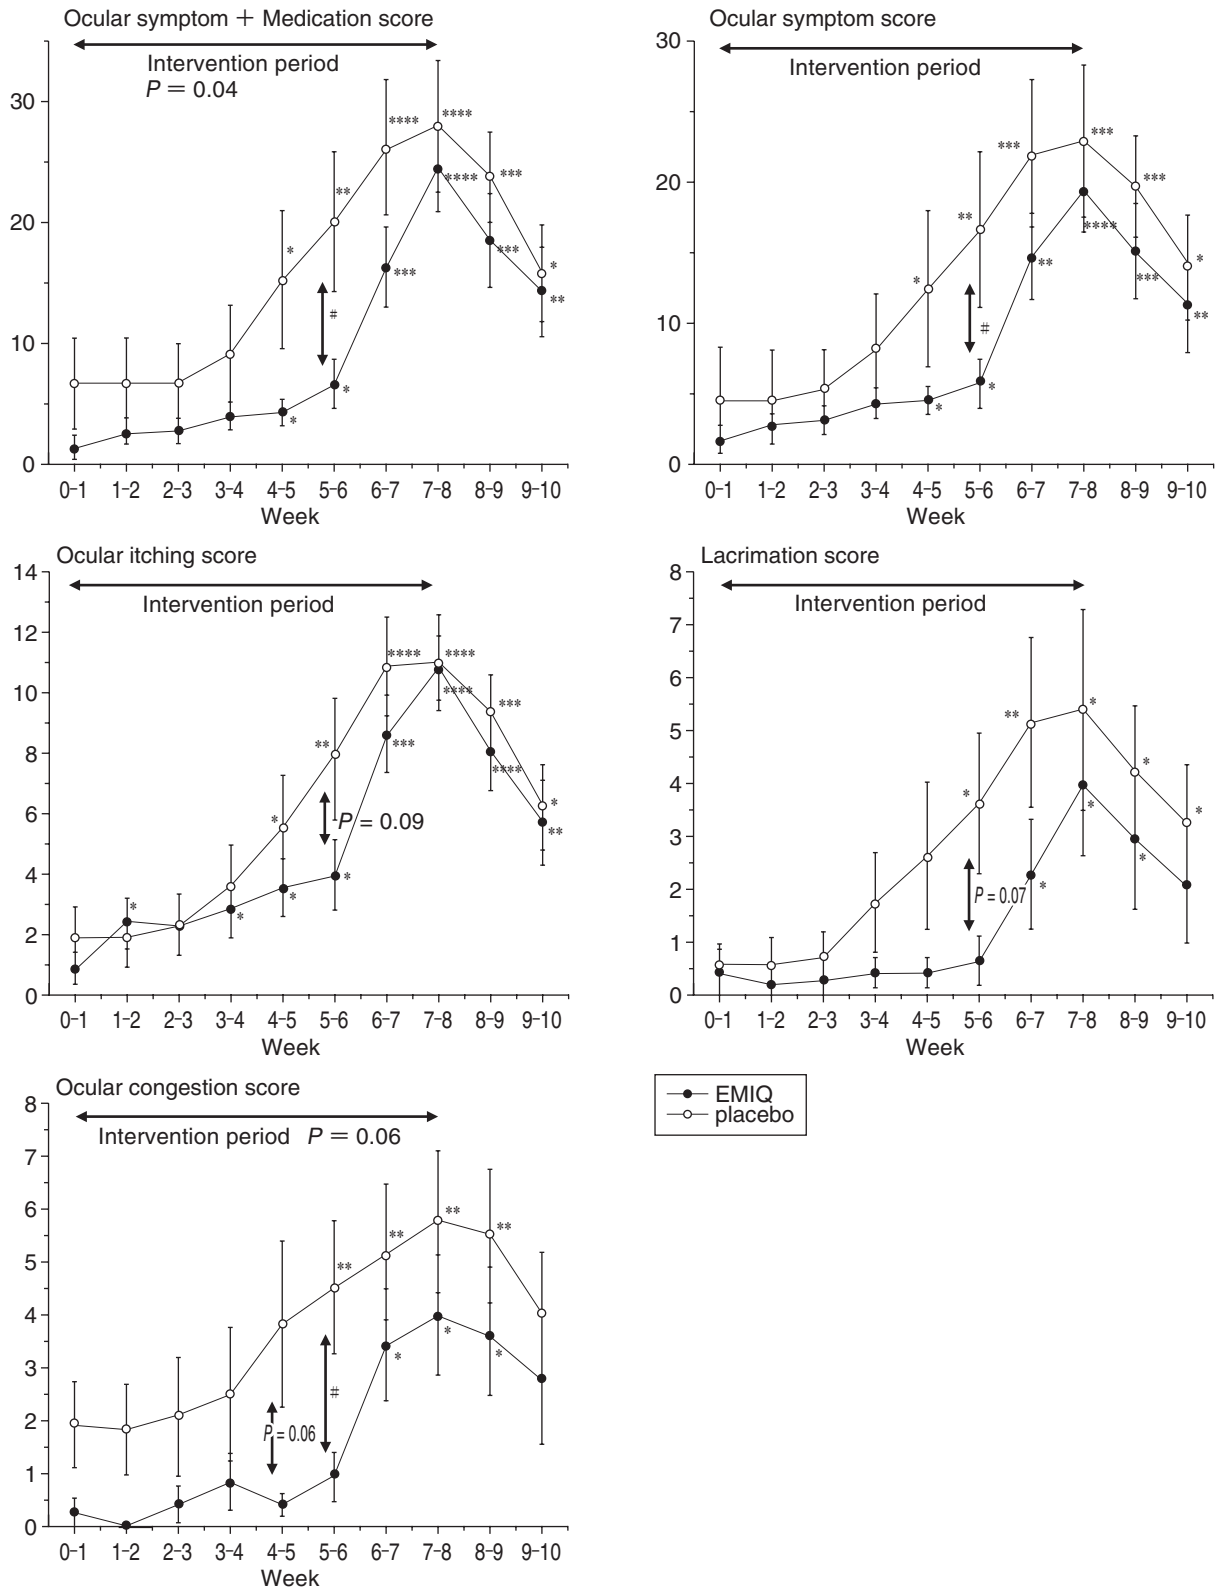 Ocular symptom + Medication score
Intervention period
P = 0.04
30
20
10
0
**** **** *** ** * * **** *** *** ** * *
#
0–1 1–2 2–3 3–4 4–5 5–6 6–7 7–8 8–9 9–10
Week
Ocular symptom score
Intervention period
30
20
10
0
*** *** *** ** * * **** ** *** ** * *
#
0–1 1–2 2–3 3–4 4–5 5–6 6–7 7–8 8–9 9–10
Week
Ocular itching score
Intervention period
14
12
10
8
6
4
2
0
**** **** *** ** * * **** *** **** ** * * * *
P = 0.09
0–1 1–2 2–3 3–4 4–5 5–6 6–7 7–8 8–9 9–10
Week
Lacrimation score
Intervention period
8
7
6
5
4
3
2
1
0
** * * * * * * *
P = 0.07
0–1 1–2 2–3 3–4 4–5 5–6 6–7 7–8 8–9 9–10
Week
Ocular congestion score
Intervention period P = 0.06
8
7
6
5
4
3
2
1
0
** ** ** ** * * *
P = 0.06
#
0–1 1–2 2–3 3–4 4–5 5–6 6–7 7–8 8–9 9–10
Week
EMIQ
placebo